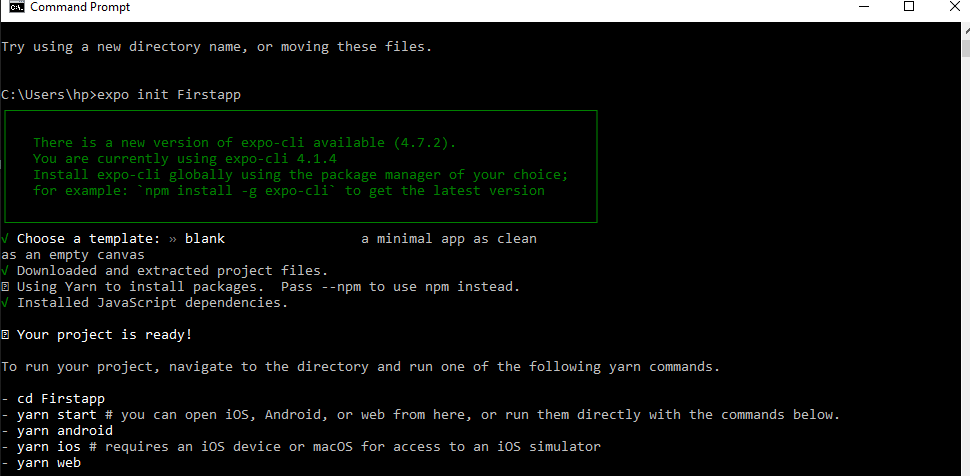 Command Prompt
Try using a new directory name, or moving these files.
C:\Users\hp>expo init Firstapp
There is a new version of expo-cli available (4.7.2).
You are currently using expo-cli 4.1.4
Install expo-cli globally using the package manager of your choice;
for example: `npm install -g expo-cli` to get the latest version
√ Choose a template: » blank                 a minimal app as clean
as an empty canvas
√ Downloaded and extracted project files.
Using Yarn to install packages.  Pass --npm to use npm instead.
√ Installed JavaScript dependencies.
Your project is ready!
To run your project, navigate to the directory and run one of the following yarn commands.
- cd Firstapp
- yarn start # you can open iOS, Android, or web from here, or run them directly with the commands below.
- yarn android
- yarn ios # requires an iOS device or macOS for access to an iOS simulator
- yarn web